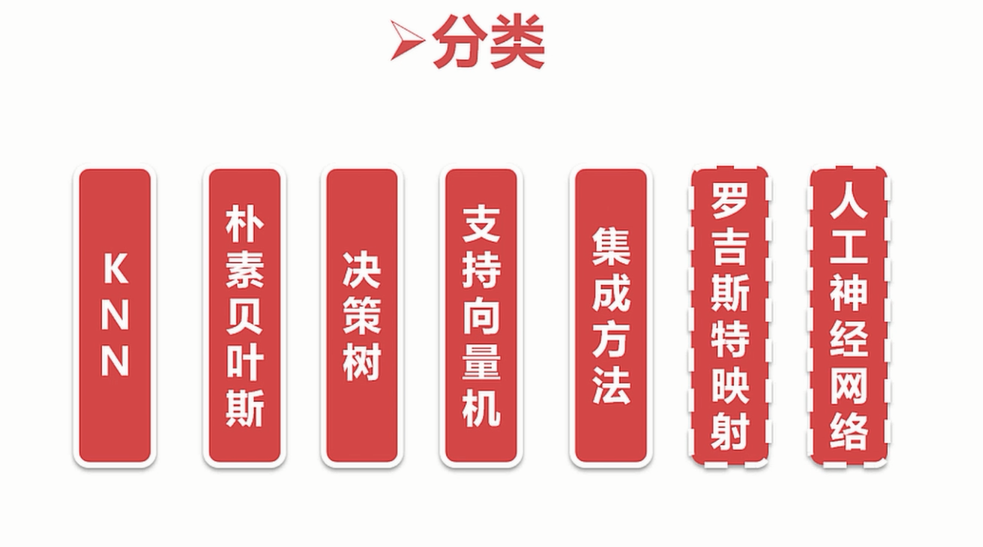 分类
KNN
朴素贝叶斯
决策树
支持向量机
集成方法
罗吉斯特映射
人工神经网络